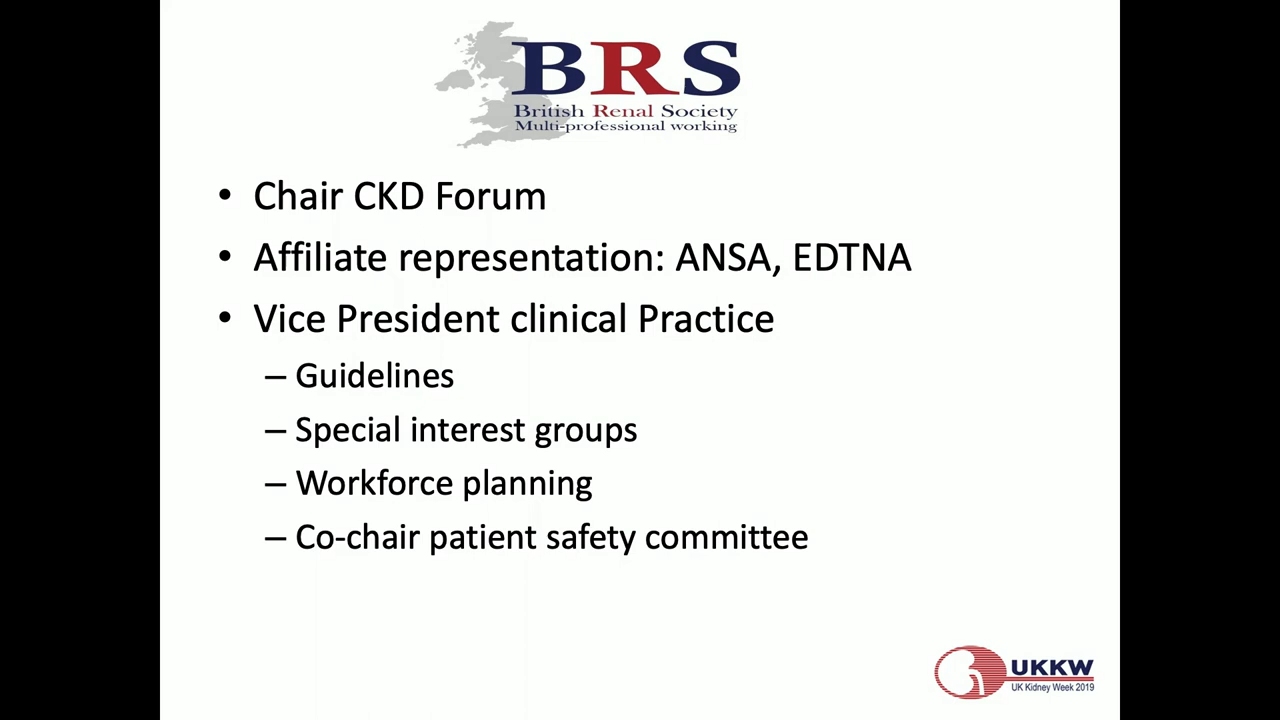 BRS
British Renal Society
Multi-professional working
• Chair CKD Forum
• Affiliate representation: ANSA, EDTNA
• Vice President clinical Practice
– Guidelines
– Special interest groups
– Workforce planning
– Co-chair patient safety committee
UKKW
UK Kidney Week 2019